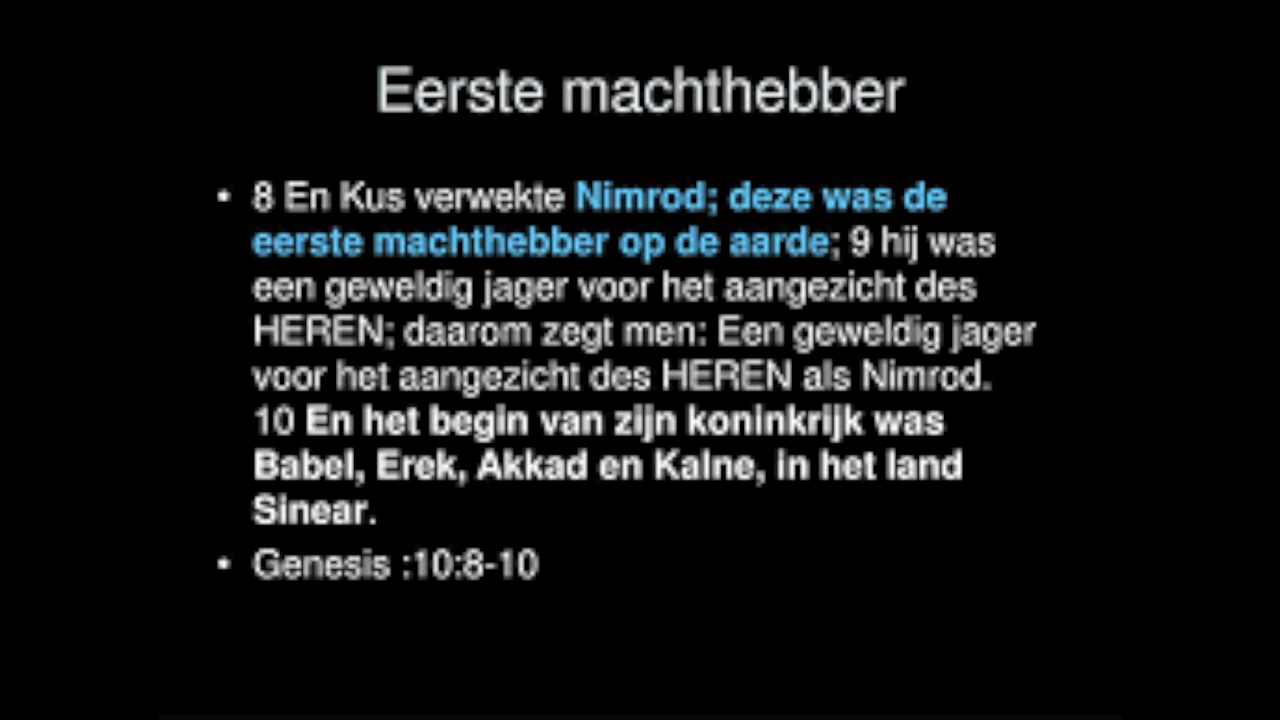 Eerste machthebber
• 8 En Kus verwekte Nimrod; deze was de
eerste machthebber op de aarde; 9 hij was
een geweldig jager voor het aangezicht des
HEREN; daarom zegt men: Een geweldig jager
voor het aangezicht des HEREN als Nimrod.
10 En het begin van zijn koninkrijk was
Babel, Erek, Akkad en Kalne, in het land
Sinear.
• Genesis :10:8-10